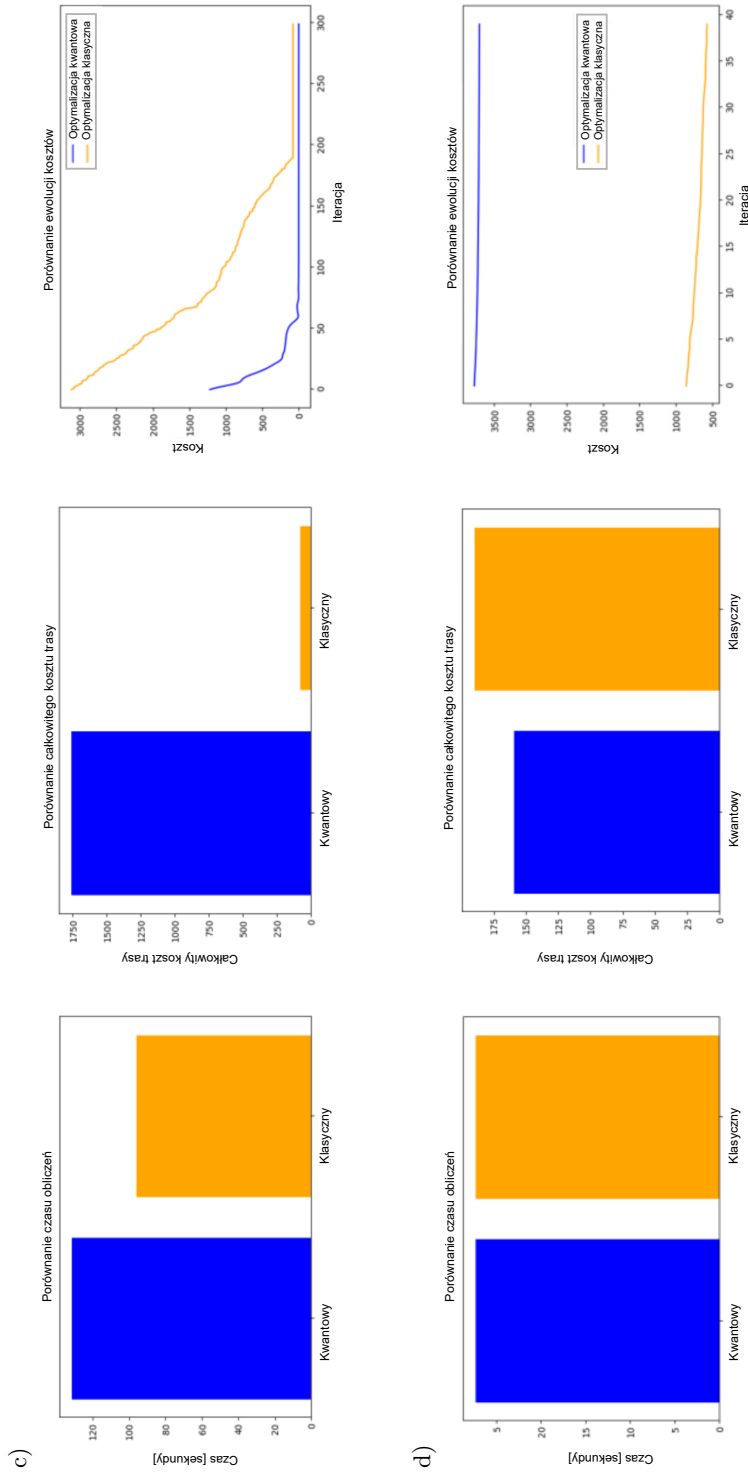 c)
Porównanie czasu obliczeń
Czas [sekundy]
120
100
80
60
40
20
0
Kwantowy
Klasyczny
Porównanie całkowitego kosztu trasy
Całkowity koszt trasy
1750
1500
1250
1000
750
500
250
0
Kwantowy
Klasyczny
Porównanie ewolucji kosztów
Koszt
3000
2500
2000
1500
1000
500
0
Optymalizacja kwantowa
Optymalizacja klasyczna
0
50
100
150
200
250
300
Iteracja
d)
Porównanie czasu obliczeń
Czas [sekundy]
5
20
15
10
5
0
Kwantowy
Klasyczny
Porównanie całkowitego kosztu trasy
Całkowity koszt trasy
175
150
125
100
75
50
25
0
Kwantowy
Klasyczny
Porównanie ewolucji kosztów
Koszt
3500
3000
2500
2000
1500
1000
500
Optymalizacja kwantowa
Optymalizacja klasyczna
0
5
10
15
20
25
30
35
40
Iteracja